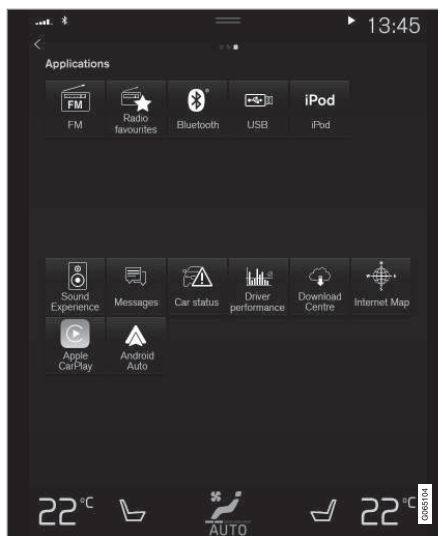 13:45
Applications
FM
iPod
FM
Radio
favourites
Bluetooth
USB
iPod
Sound
Experience
Messages
Car status
Driver
performance
Download
Centre
Internet Map
Apple
CarPlay
Android
Auto
22°C
AUTO
22°C
G065104